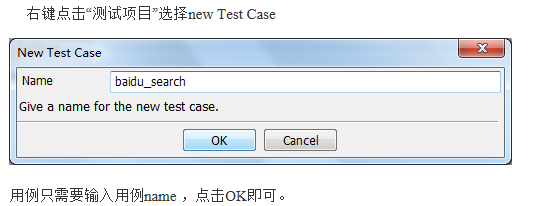 右键点击“测试项目”选择new Test Case
New Test Case
Name baidu_search
Give a name for the new test case.
OK Cancel
用例只需要输入用例name ，点击OK即可。